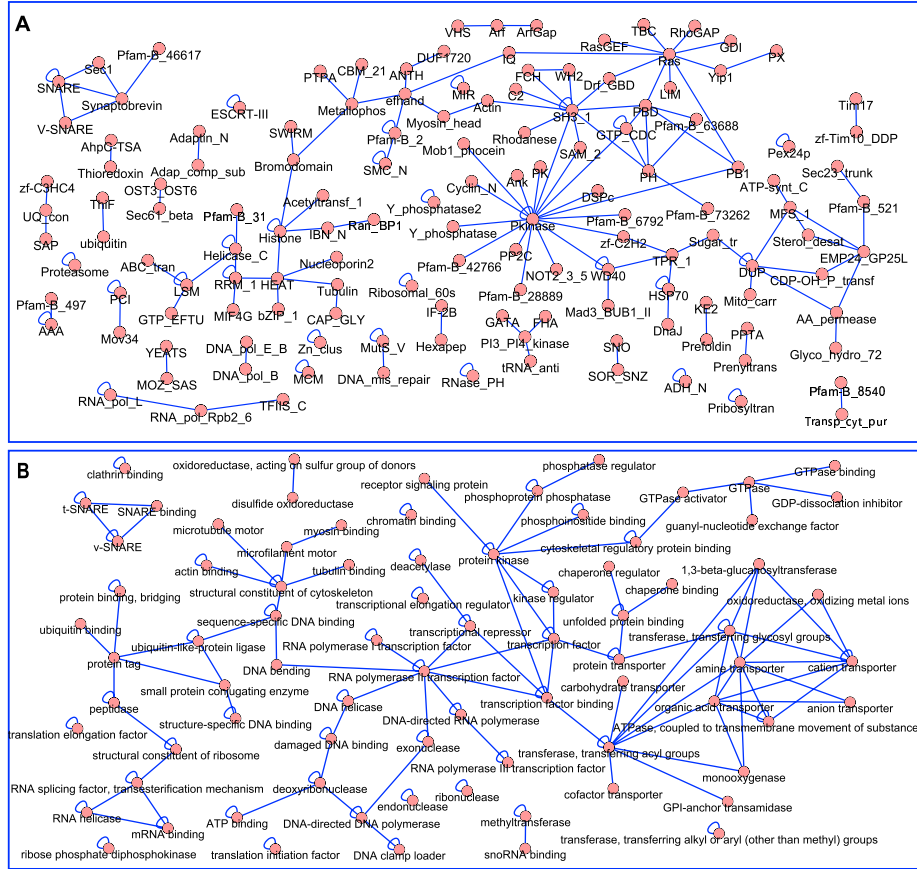 A
VHS Arf ArfGap
TBC RhoGAP
RasGEF GDI
Pfam-B_46617
Sec1
DUF1720 IQ Ras PX
PTPA CBM_21 ANTH FCH WH2 Drf_GBD Yip1
SNARE
Synaptobrevin
Metallophos efhand MIR C2 LIM
ESCRT-III Myosin_head Actin SH3_1 PBD Tim17
V-SNARE
AhpC-TSA Adaptin_N SWIRM Pfam-B_2 Rhodanese GTP_CDC Pfam-B_63688
zf-Tim10_DDP
Mob1_phocein SAM_2 Pex24p
Thioredoxin Adap_comp_sub Bromodomain SMC_N PH PB1 Sec23_trunk
zf-C3HC4 TIIF OST3_OST6 Cyclin_N Ank PK DSPc ATP-synt_C
UQ_con Sec61_beta Pfam-B_31 Acetyltransf_1 Y_phosphatase2 Pkinase Pfam-B_6792 Pfam-B_73262 MFS_1 Pfam-B_521
SAP ubiquitin Histone IBN_N Ran_BP1 Y_phosphatase zf-C2H2 Sugar_tr Sterol_desat
Helicase_C PP2C EMP24_GP25L
Proteasome ABC_tran Nucleoporin2 Pfam-B_42766 NOT2_3_5 WD40 TPR_1 DUP CDP-OH_P_transf
PCI LSM RRM_1 HEAT Tubulin Ribosomal_60s Pfam-B_28889 HSP70 Mito_carr
Pfam-B_497 IF-2B Mad3_BUB1_II KE2
AAA GTP_EFTU MIF4G bZIP_1 CAP_GLY GATA FHA DnaJ PPTA AA_permease
Mov34 Prefoldin
YEATS DNA_pol_E_B Zn_clus MutS_V Hexapep PI3_PI4_kinase SNO Glyco_hydro_72
MOZ_SAS DNA_pol_B MCM DNA_mis_repair RNase_PH tRNA_anti SOR_SNZ Prenyltrans
ADH_N Pfam-B_8540
RNA_pol_L TFIIS_C Pribosyltran
RNA_pol_Rpb2_6 Transp_cyt_pur
B
clathrin binding oxidoreductase, acting on sulfur group of donors phosphatase regulator GTPase binding
receptor signaling protein GTPase
t-SNARE SNARE binding disulfide oxidoreductase phosphoprotein phosphatase GTPase activator GDP-dissociation inhibitor
chromatin binding phosphoinositide binding
microtubule motor myosin binding guanyl-nucleotide exchange factor
v-SNARE microfilament motor cytoskeletal regulatory protein binding
deacetylase protein kinase
actin binding tubulin binding chaperone regulator 1,3-beta-glucanosyltransferase
protein binding, bridging structural constituent of cytoskeleton kinase regulator chaperone binding
transcriptional elongation regulator oxidoreductase, oxidizing metal ions
ubiquitin binding sequence-specific DNA binding unfolded protein binding
ubiquitin-like-protein ligase RNA polymerase I transcription factor transcriptional repressor transcription factor transferase, transferring glycosyl groups
protein tag DNA bending protein transporter amine transporter cation transporter
RNA polymerase II transcription factor
small protein conjugating enzyme carbohydrate transporter
peptidase DNA helicase transcription factor binding organic acid transporter anion transporter
structure-specific DNA binding DNA-directed RNA polymerase
translation elongation factor ATPase, coupled to transmembrane movement of substances
damaged DNA binding exonuclease
structural constituent of ribosome transferase, transferring acyl groups
RNA polymerase III transcription factor monooxygenase
RNA splicing factor, transesterification mechanism deoxyribonuclease ribonuclease cofactor transporter
endonuclease GPI-anchor transamidase
RNA helicase ATP binding DNA-directed DNA polymerase methyltransferase
mRNA binding transferase, transferring alkyl or aryl (other than methyl) groups
ribose phosphate diphosphokinase translation initiation factor DNA clamp loader snoRNA binding